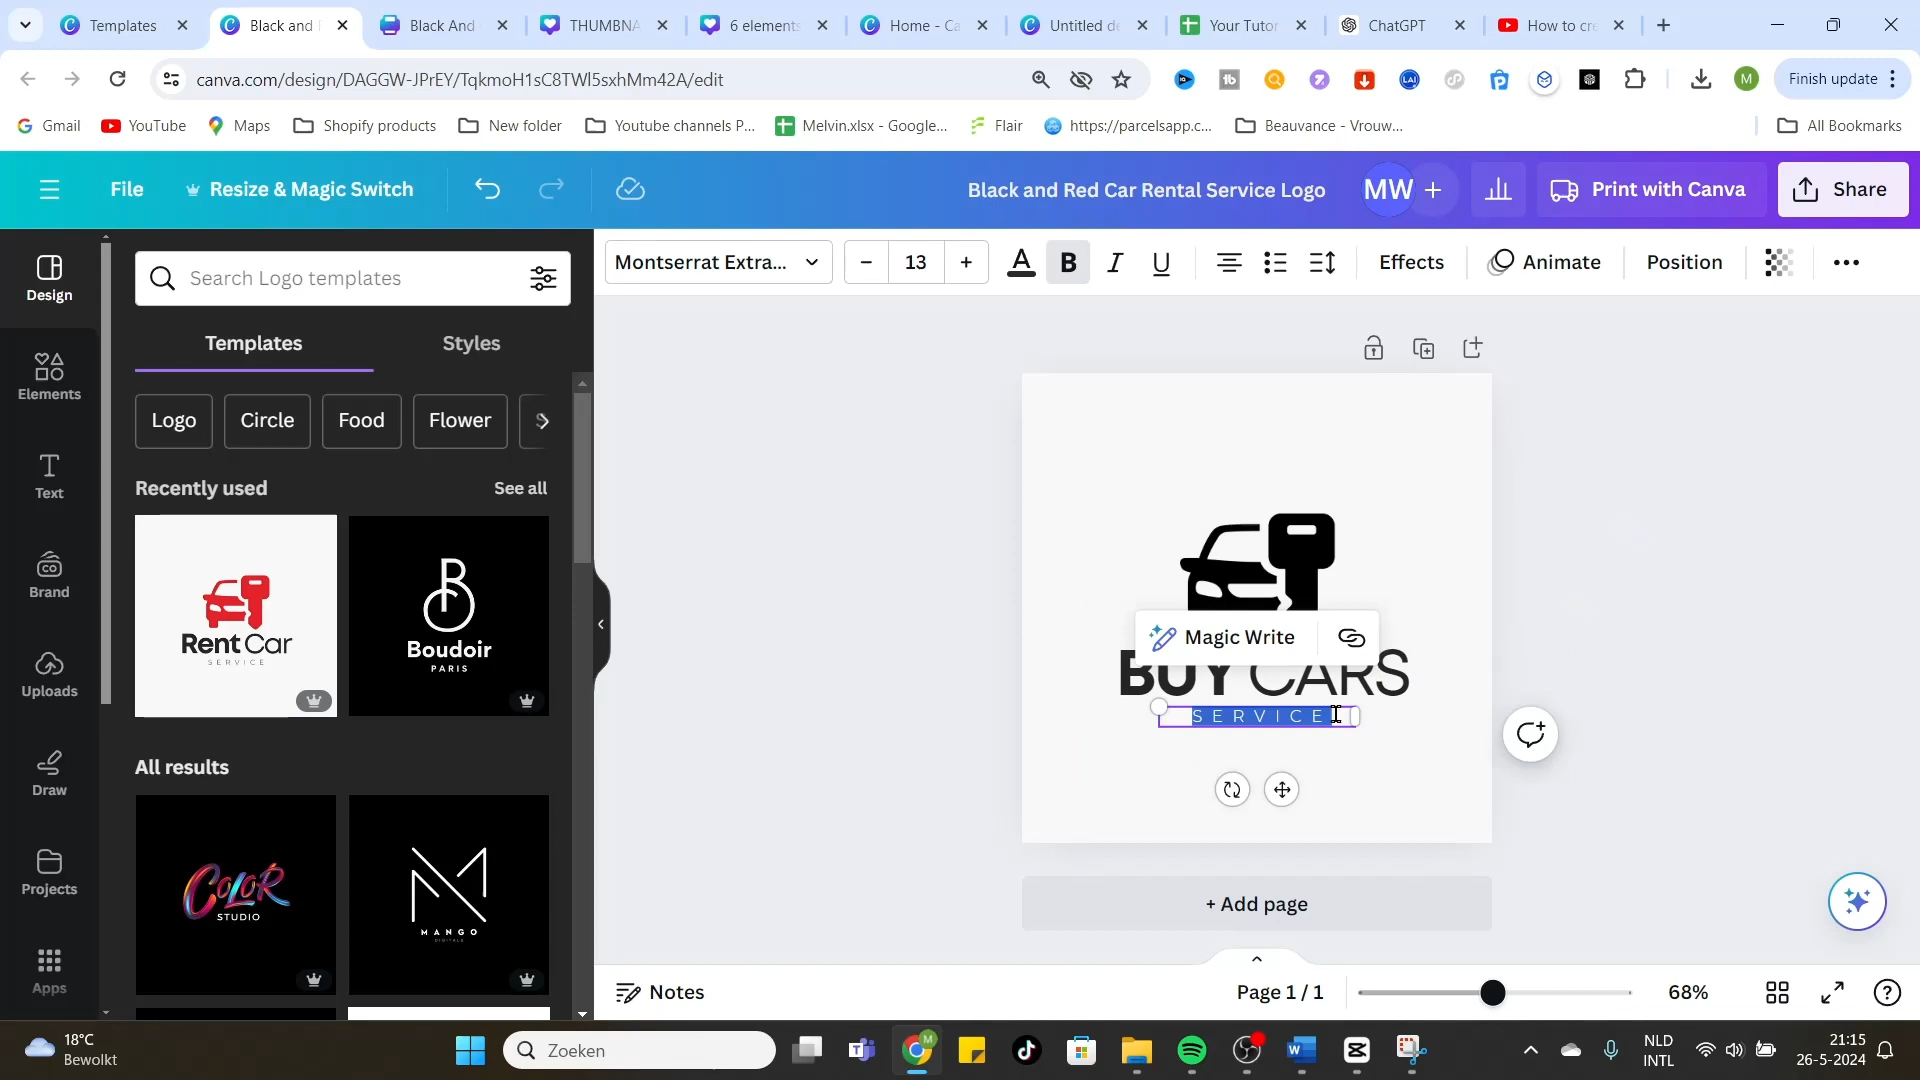 Templates
Black and
Black And
THUMBNA
6 elements
Home - Ca
Untitled de
Your Tutor
ChatGPT
How to cre
canva.com/design/DAGGW-JPrEY/TqkmoH1sC8TWl5sxhMm42A/edit
Finish update
Gmail
YouTube
Maps
Shopify products
New folder
Youtube channels P...
Melvin.xlsx - Google...
Flair
https://parcelsapp.c...
Beauvance - Vrouw...
All Bookmarks
File
Resize & Magic Switch
Black and Red Car Rental Service Logo
MW
Print with Canva
Share
Design
Elements
Text
Brand
Uploads
Draw
Projects
Apps
Search Logo templates
Templates
Styles
Logo
Circle
Food
Flower
Recently used
See all
Rent Car
SERVICE
Boudoir
PARIS
All results
COLOR
STUDIO
MANGO
DIGITALS
Montserrat Extra...
13
Effects
Animate
Position
Magic Write
BUY CARS
SERVICE
+ Add page
Notes
Page 1 / 1
68%
18°C
Bewolkt
Zoeken
NLD
INTL
21:15
26-5-2024